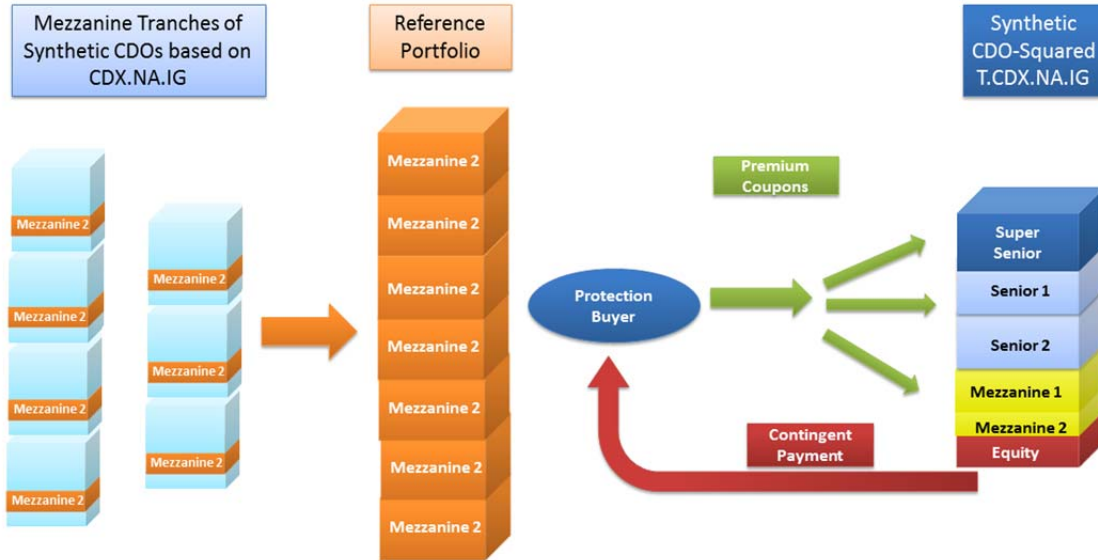 Mezzanine Tranches of
Synthetic CDOs based on
CDX.NA.IG
Reference
Portfolio
Synthetic
CDO-Squared
T.CDX.NA.IG
Mezzanine 2
Mezzanine 2
Mezzanine 2
Mezzanine 2
Mezzanine 2
Mezzanine 2
Mezzanine 2
Mezzanine 2
Mezzanine 2
Mezzanine 2
Mezzanine 2
Mezzanine 2
Mezzanine 2
Mezzanine 2
Protection
Buyer
Premium
Coupons
Contingent
Payment
Super
Senior
Senior 1
Senior 2
Mezzanine 1
Mezzanine 2
Equity